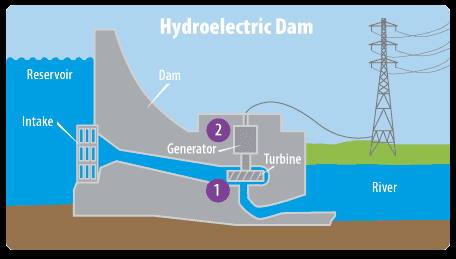 Hydroelectric Dam
Reservoir
Dam
Intake
2
Generator
Turbine
1
River